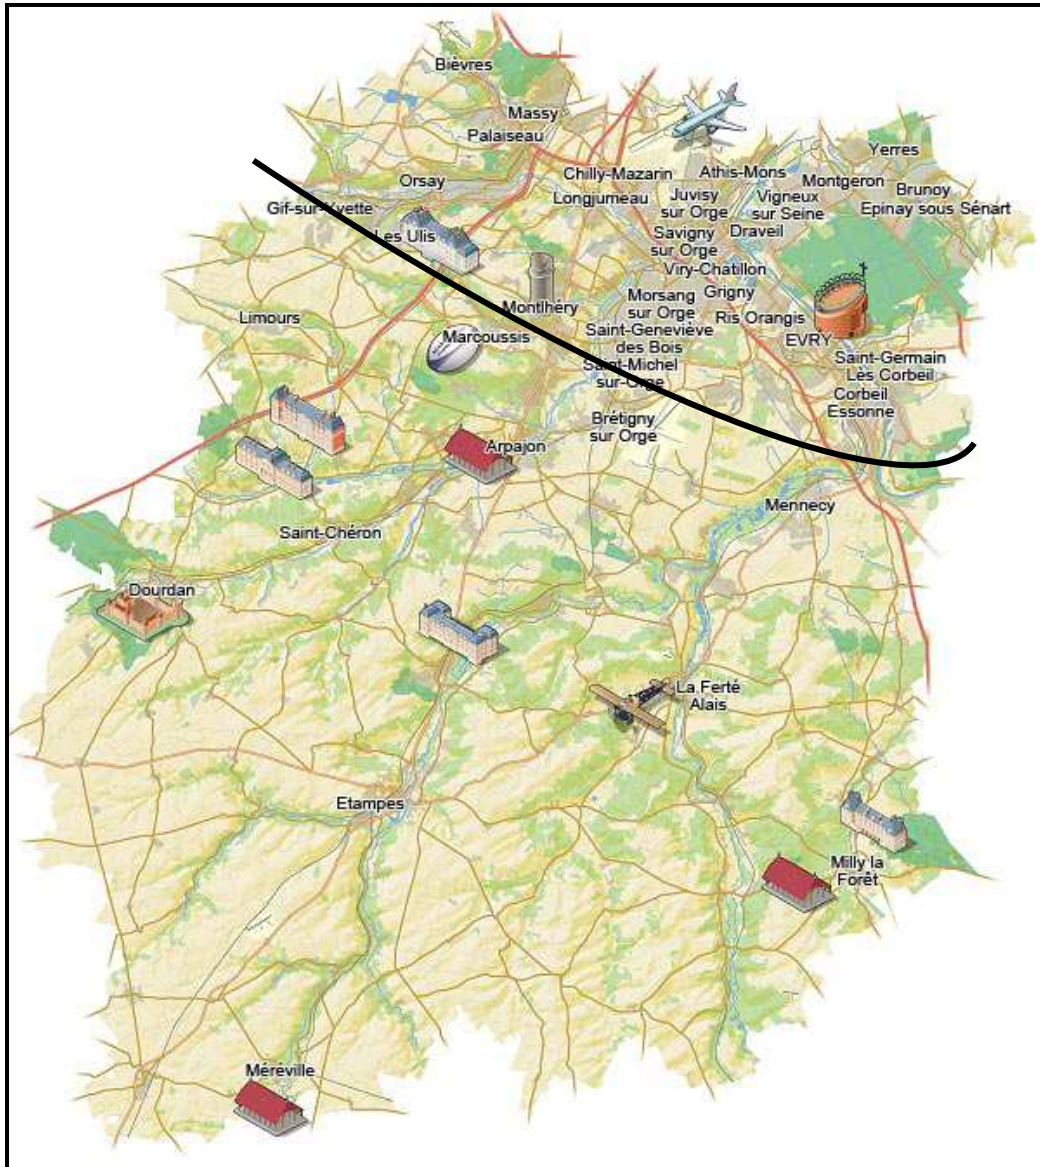 Bièvres
Massy
Palaiseau
Yerres
Chilly-Mazarin
Athis-Mons
Orsay
Montgeron
Brunoy
Longjumeau
Juvisy
sur Orge
Vigneux
sur Seine
Epinay sous Sénart
Gif-sur-Yvette
Les Ulis
Savigny
sur Orge
Draveil
Viry-Chatillon
Morsang
sur Orge
Grigny
Montlhéry
Limours
Ris Orangis
Marcoussis
Saint-Geneviève
des Bois
EVRY
Saint-Germain
Lès Corbeil
Saint-Michel
sur-Orge
Corbeil
Essonne
Brétigny
sur Orge
Arpajon
Mennecy
Saint-Chéron
Dourdan
La Ferté
Alais
Etampes
Milly la
Forêt
Méréville